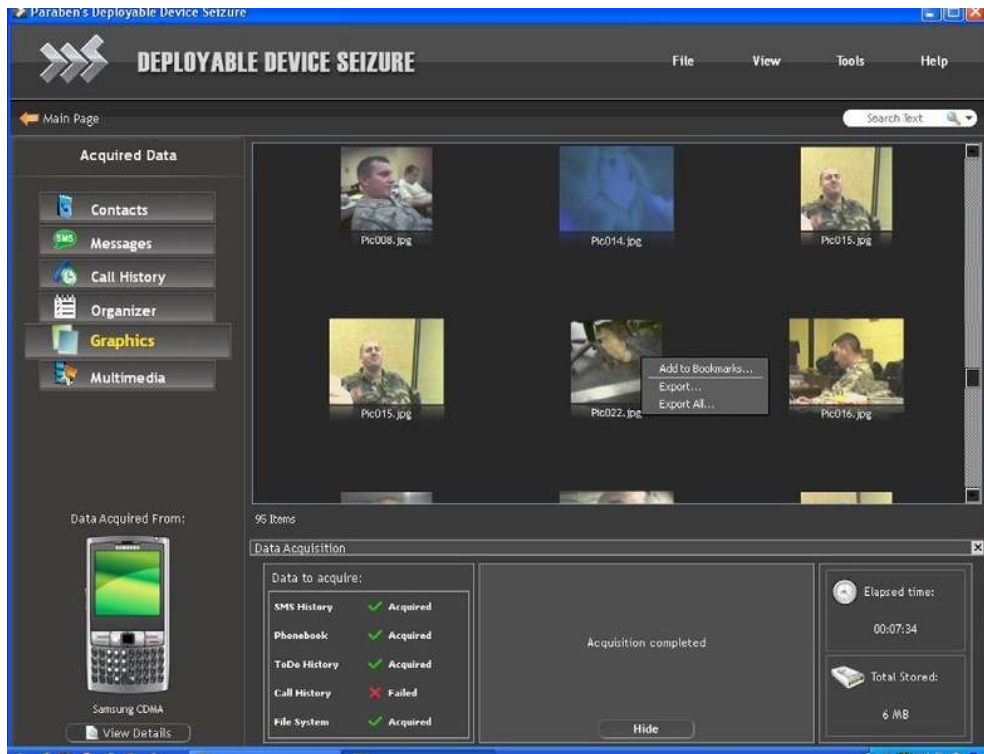 Paraben's Deployable Device Seizure
DEPLOYABLE DEVICE SEIZURE
File View Tools Help
Main Page
Search Text
Acquired Data
Contacts
SMS
Messages
Call History
Organizer
Graphics
Multimedia
Pic008.jpg
Pic014.jpg
Pic015.jpg
Pic015.jpg
Pic022.jpg
Pic016.jpg
Add to Bookmarks...
Export...
Export All...
95 Items
Data Acquired From:
SAMSUNG
Samsung CDMA
View Details
Data Acquisition
Data to acquire:
SMS History Acquired
Phonebook Acquired
ToDo History Acquired
Call History Failed
File System Acquired
Acquisition completed
Hide
Elapsed time:
00:07:34
Total Stored:
6 MB